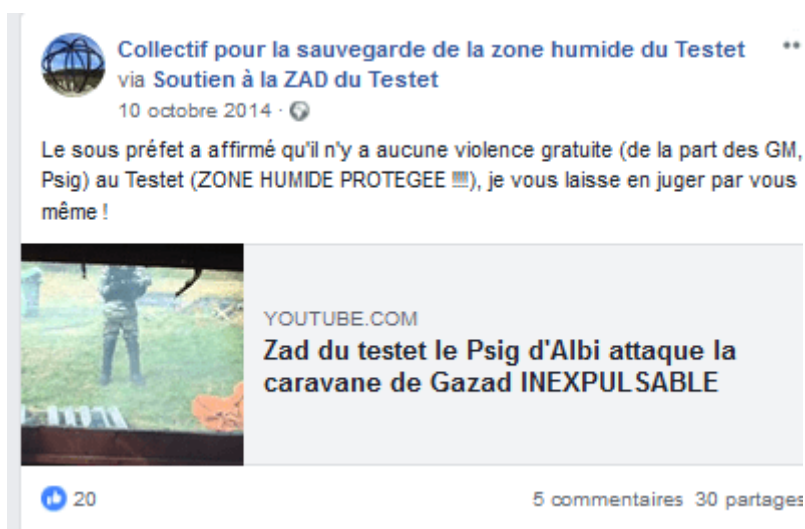 Collectif pour la sauvegarde de la zone humide du Testet
via Soutien à la ZAD du Testet
10 octobre 2014 ·
Le sous préfet a affirmé qu'il n'y a aucune violence gratuite (de la part des GM,
Psig) au Testet (ZONE HUMIDE PROTEGEE !!!!), je vous laisse en juger par vous
même !
YOUTUBE.COM
Zad du testet le Psig d'Albi attaque la
caravane de Gazad INEXPULSABLE
20
5 commentaires 30 partages